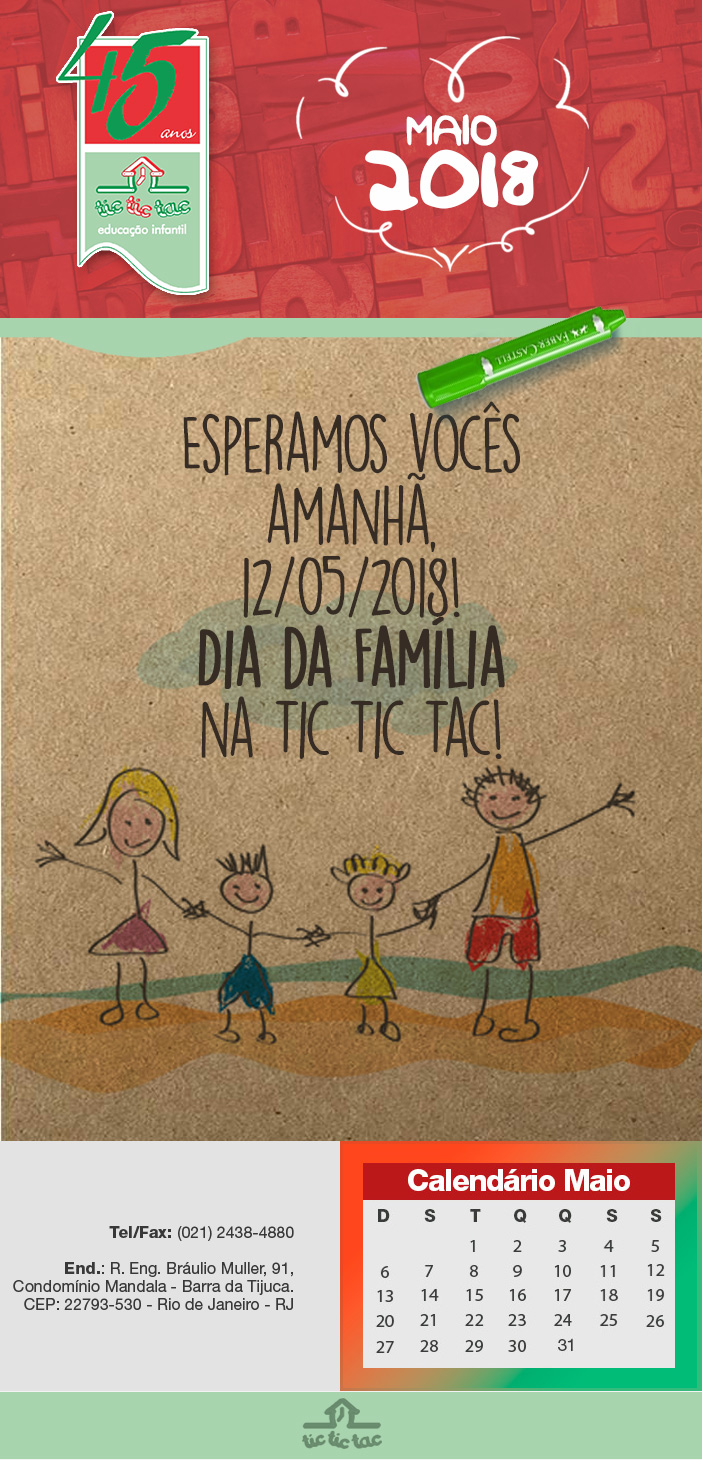 45
anos
tic tic tac
educação infantil
MAIO
2018
FABER-CASTELL
ESPERAMOS VOCÊS
AMANHÃ,
12/05/2018!
DIA DA FAMÍLIA
NA TIC TIC TAC!
Tel/Fax: (021) 2438-4880
End.: R. Eng. Bráulio Muller, 91,
Condomínio Mandala - Barra da Tijuca.
CEP: 22793-530 - Rio de Janeiro - RJ
Calendário Maio
D S T Q Q S S
1 2 3 4 5
6 7 8 9 10 11 12
13 14 15 16 17 18 19
20 21 22 23 24 25 26
27 28 29 30 31
tic tic tac